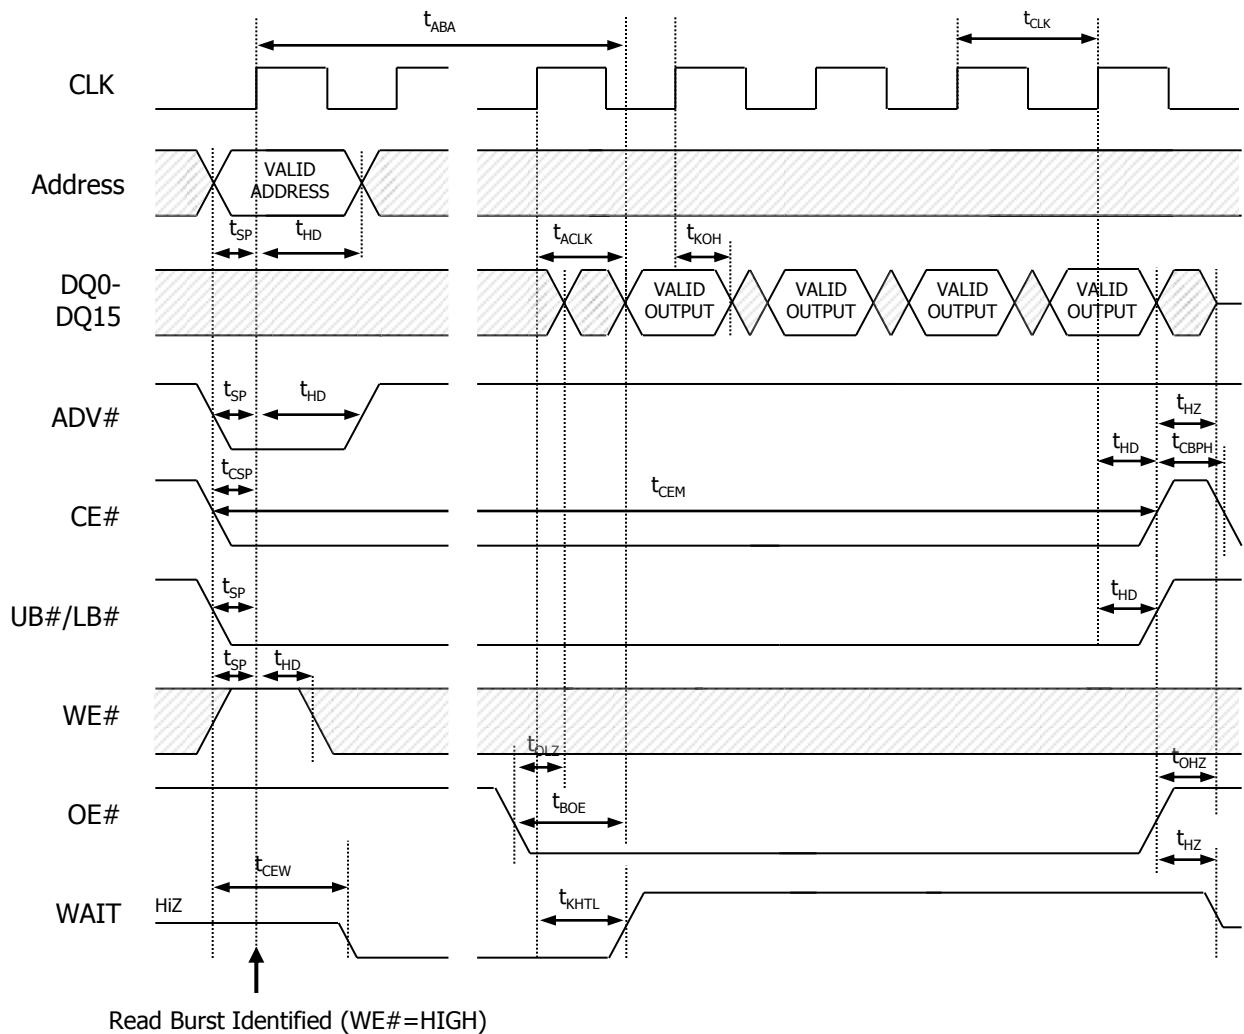 tABA
tCLK
CLK
Address
VALID
ADDRESS
tSP
tHD
tACLK
tKOH
DQ0-
DQ15
VALID
OUTPUT
VALID
OUTPUT
VALID
OUTPUT
VALID
OUTPUT
ADV#
tSP
tHD
tHZ
tHD
tCBPH
CE#
tCSP
tCEM
UB#/LB#
tSP
tHD
WE#
tSP
tHD
tOLZ
tOHZ
OE#
tBOE
tHZ
tCEW
WAIT
HiZ
tKHTL
Read Burst Identified (WE#=HIGH)